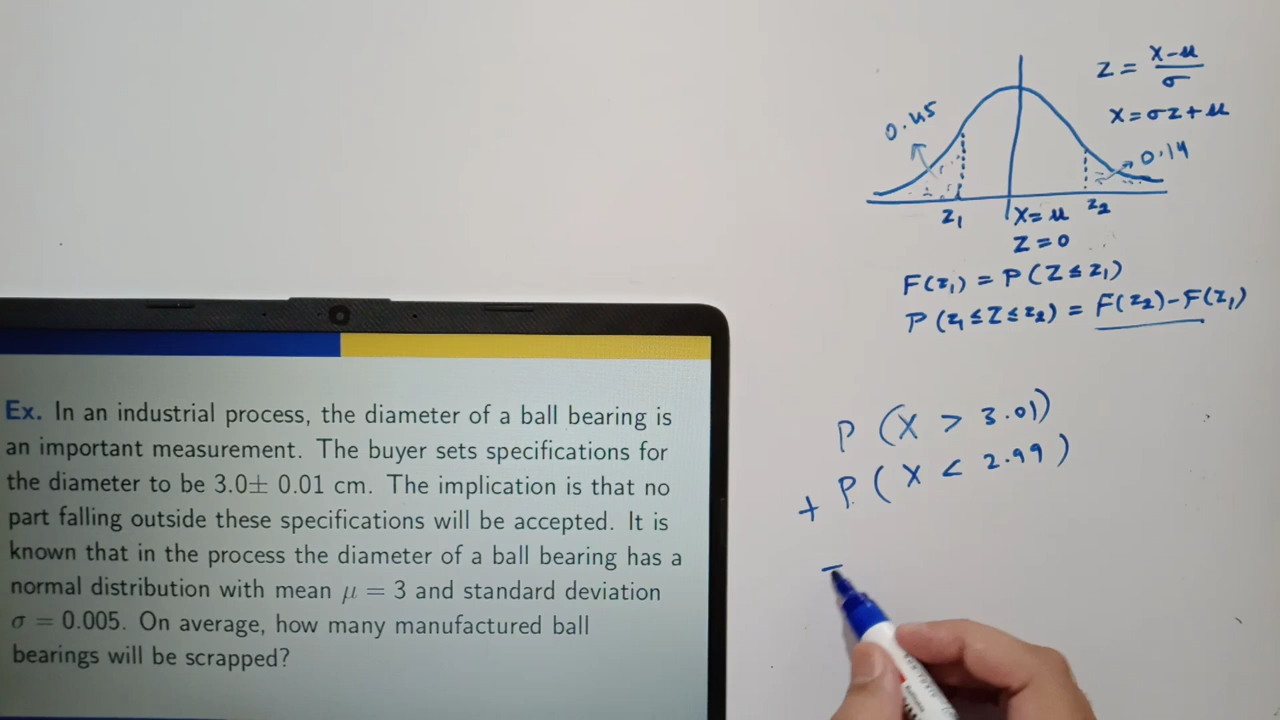 Ex. In an industrial process, the diameter of a ball bearing is
an important measurement. The buyer sets specifications for
the diameter to be 3.0± 0.01 cm. The implication is that no
part falling outside these specifications will be accepted. It is
known that in the process the diameter of a ball bearing has a
normal distribution with mean μ = 3 and standard deviation
σ = 0.005. On average, how many manufactured ball
bearings will be scrapped?
Z = X-μ / σ
X = σz+μ
0.45
0.14
z₁
X=μ
z₂
Z=0
F(z₁) = P(Z≤z₁)
P(z₁≤Z≤z₂) = F(z₂)-F(z₁)
P(X > 3.01)
+ P(X < 2.99)